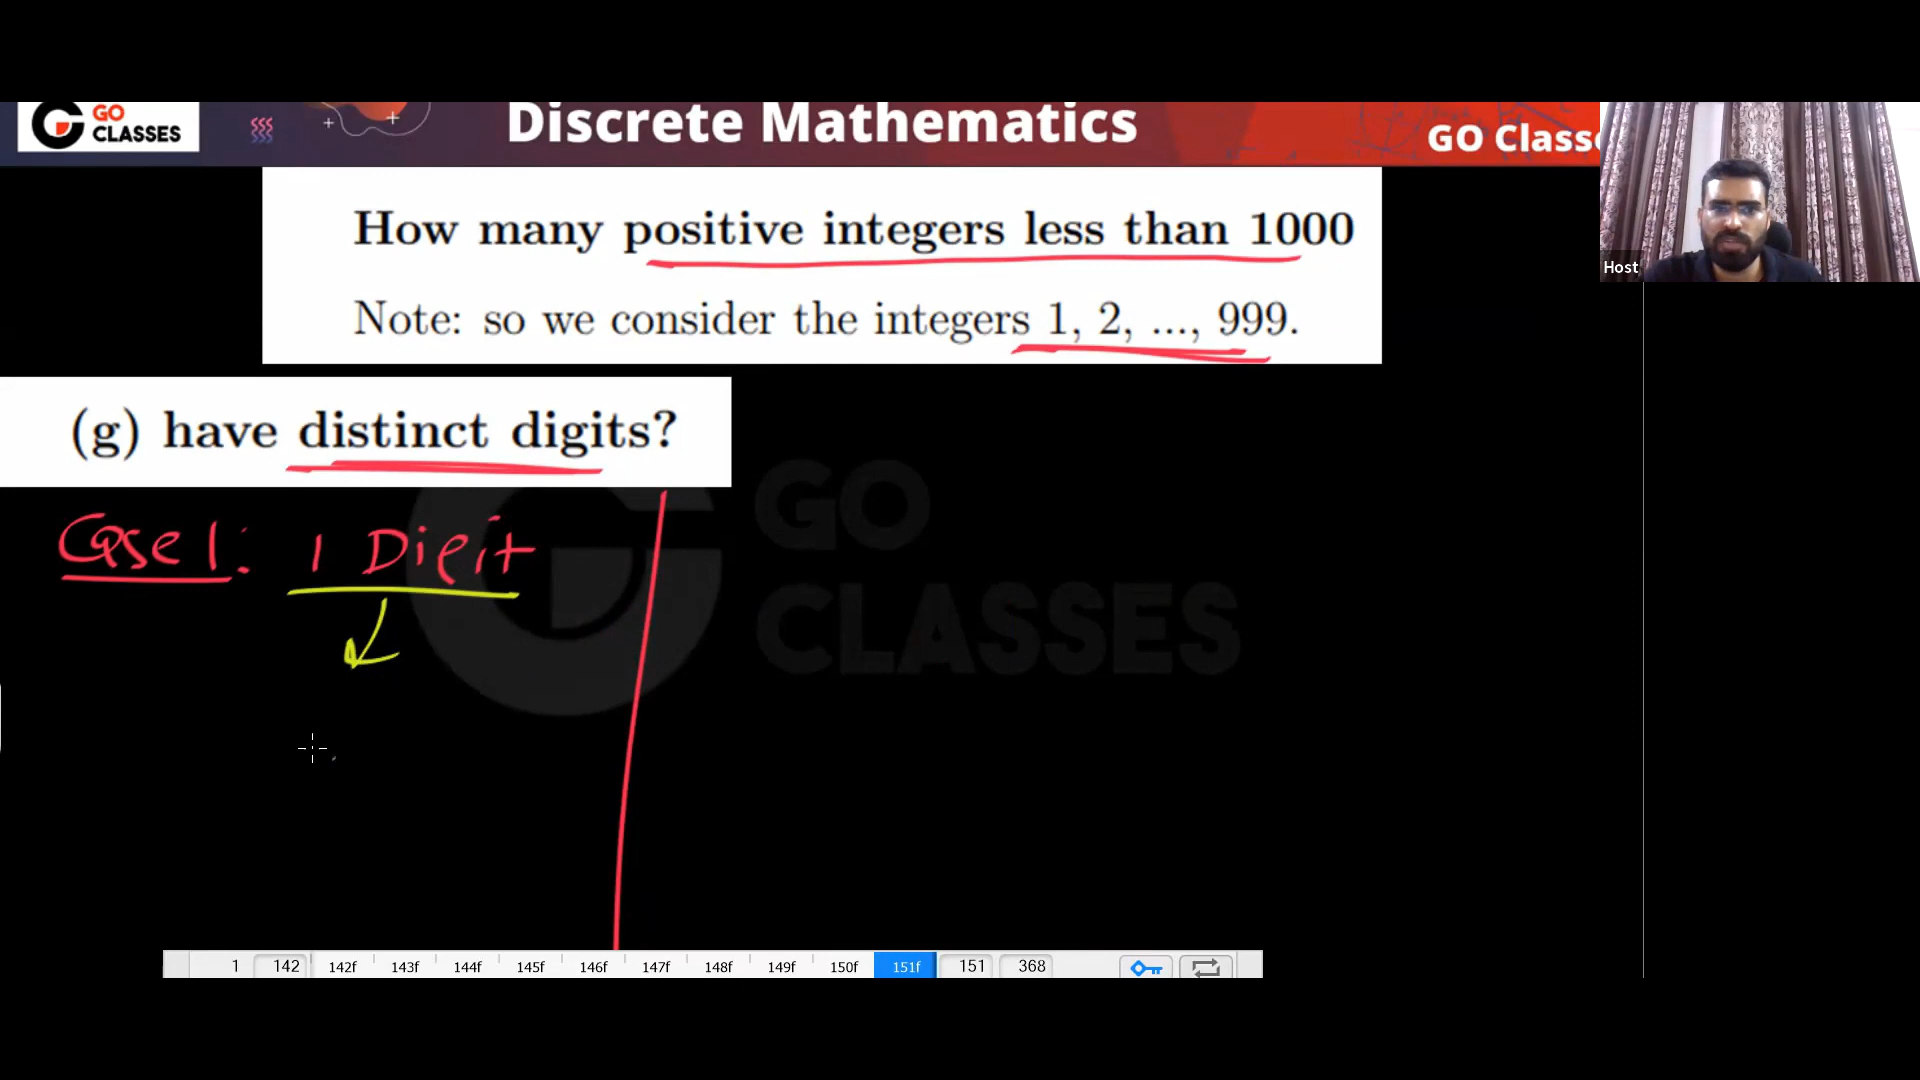 GO
CLASSES
Discrete Mathematics
GO Class
Host
How many positive integers less than 1000
Note: so we consider the integers 1, 2, ..., 999.
(g) have distinct digits?
GO
CLASSES
Case 1: 1 Digit
1 142 142f 143f 144f 145f 146f 147f 148f 149f 150f 151f 151 368